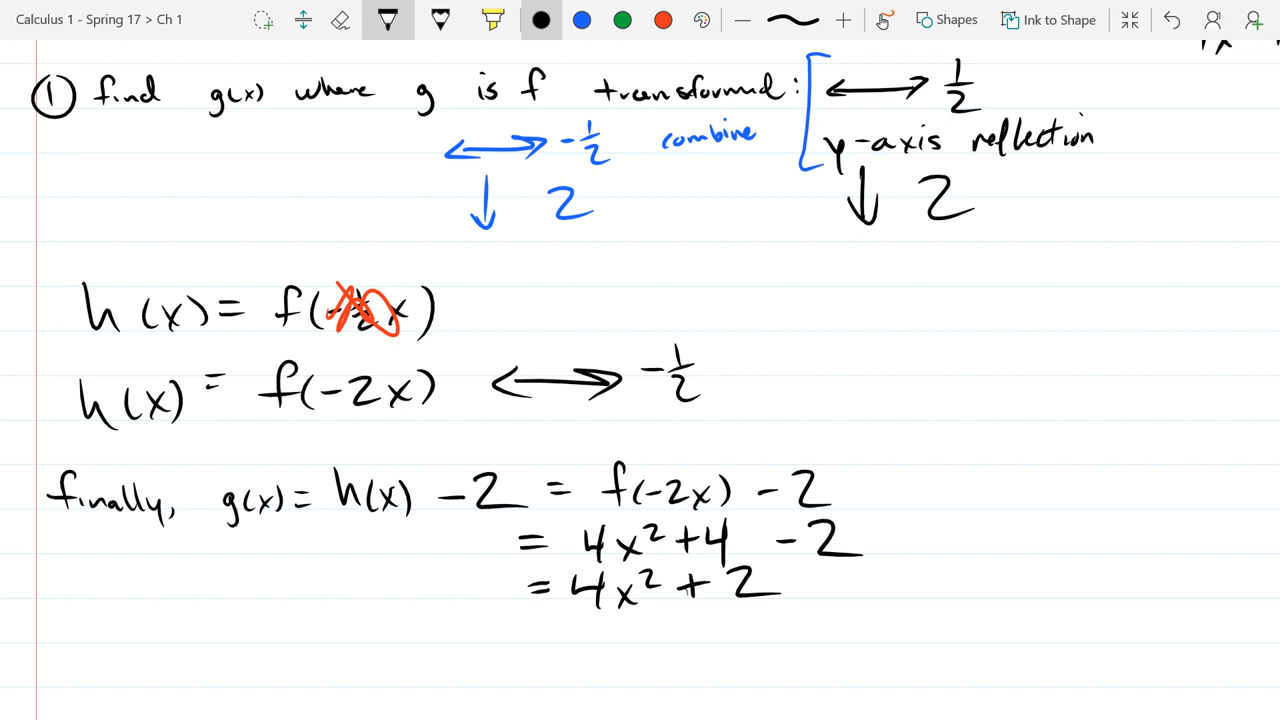 Calculus 1 - Spring 17 > Ch 1
Shapes
Ink to Shape
① find g(x) where g is f transformed: ⟷ 1/2
⟷ -1/2 combine
y-axis reflection
↓ 2
↓ 2
h(x) = f(
x)
h(x) = f(-2x) ⟷ -1/2
finally, g(x) = h(x) - 2 = f(-2x) - 2
= 4x² + 4 - 2
= 4x² + 2